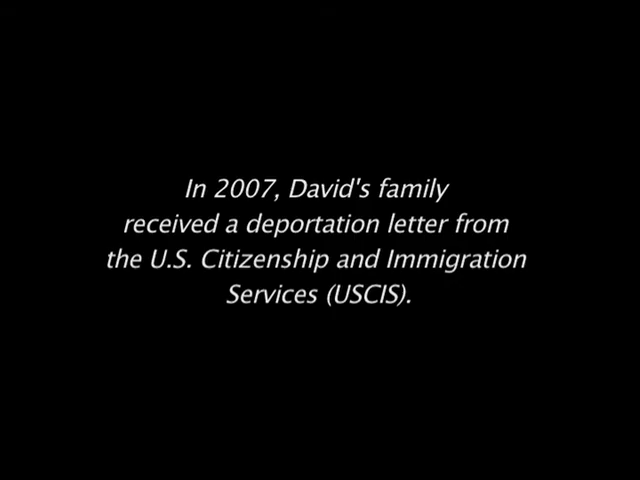 In 2007, David's family
received a deportation letter from
the U.S. Citizenship and Immigration
Services (USCIS).